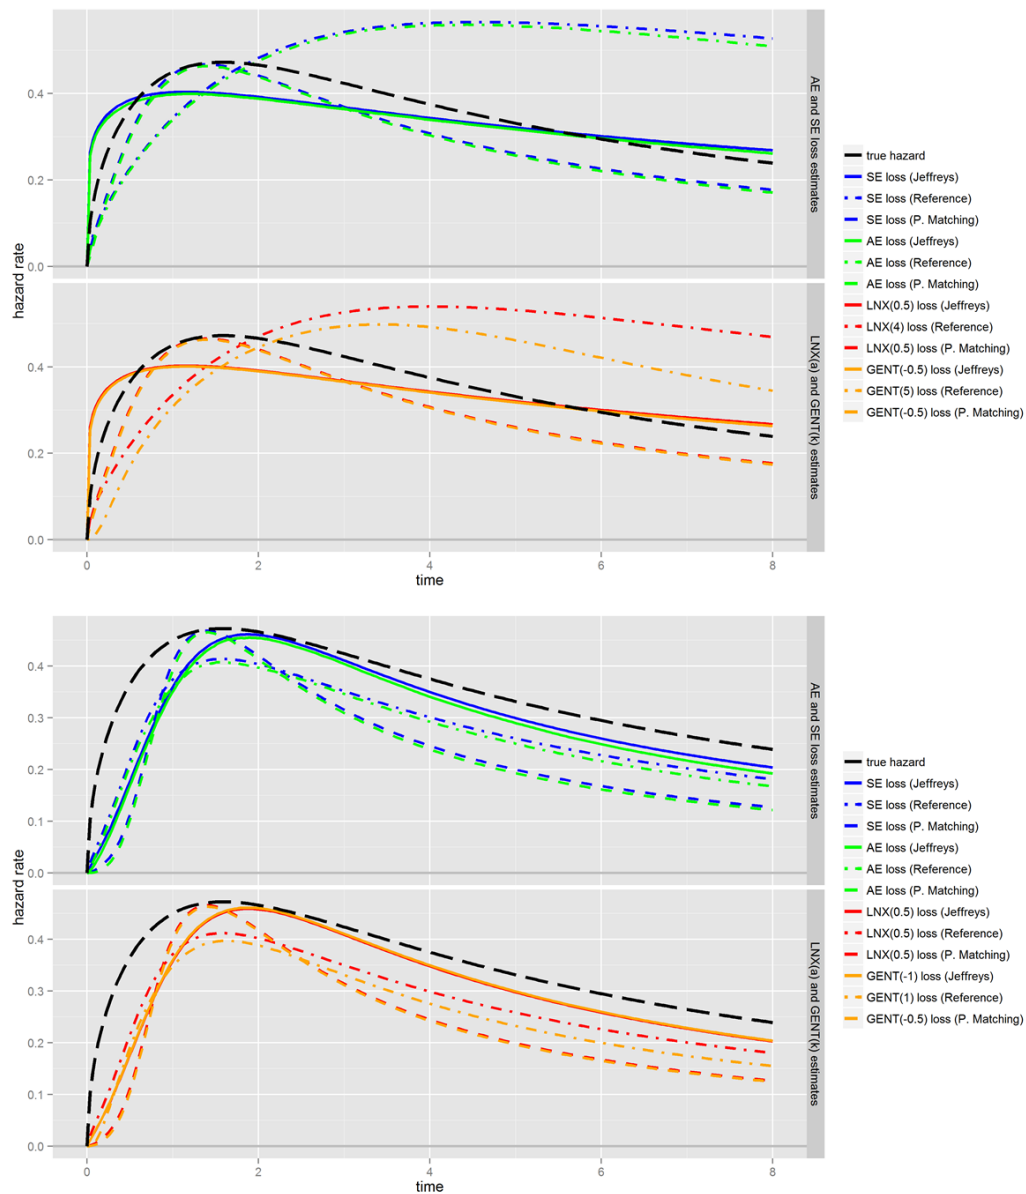 0.4
0.2
0.0
AE and SE loss estimates
0.4
0.2
0.0
LNX(a) and GENT(k) estimates
hazard rate
0
2
4
6
8
time
true hazard
SE loss (Jeffreys)
SE loss (Reference)
SE loss (P. Matching)
AE loss (Jeffreys)
AE loss (Reference)
AE loss (P. Matching)
LNX(0.5) loss (Jeffreys)
LNX(4) loss (Reference)
LNX(0.5) loss (P. Matching)
GENT(-0.5) loss (Jeffreys)
GENT(5) loss (Reference)
GENT(-0.5) loss (P. Matching)
0.4
0.3
0.2
0.1
0.0
AE and SE loss estimates
0.4
0.3
0.2
0.1
0.0
LNX(a) and GENT(k) estimates
hazard rate
0
2
4
6
8
time
true hazard
SE loss (Jeffreys)
SE loss (Reference)
SE loss (P. Matching)
AE loss (Jeffreys)
AE loss (Reference)
AE loss (P. Matching)
LNX(0.5) loss (Jeffreys)
LNX(0.5) loss (Reference)
LNX(0.5) loss (P. Matching)
GENT(-1) loss (Jeffreys)
GENT(1) loss (Reference)
GENT(-0.5) loss (P. Matching)